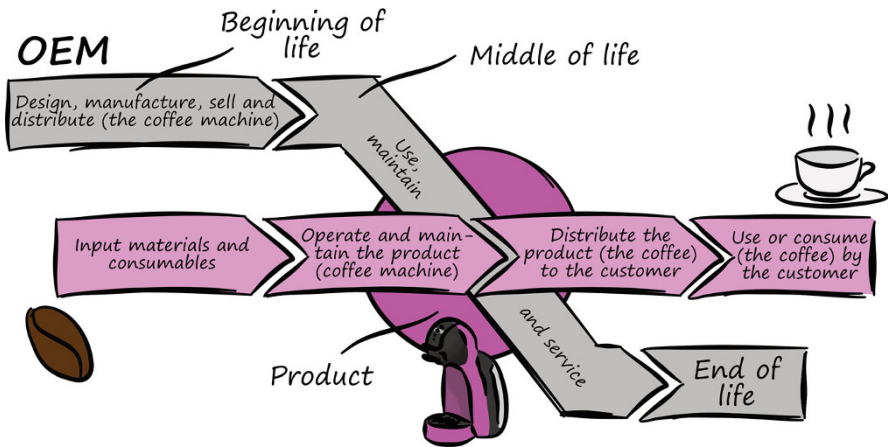 OEM
Beginning of
life
Middle of life
Design, manufacture, sell and
distribute (the coffee machine)
Use,
maintain
Input materials and
consumables
Operate and main-
tain the product
(coffee machine)
Distribute the
product (the coffee)
to the customer
Use or consume
(the coffee) by
the customer
and service
Product
End of
life